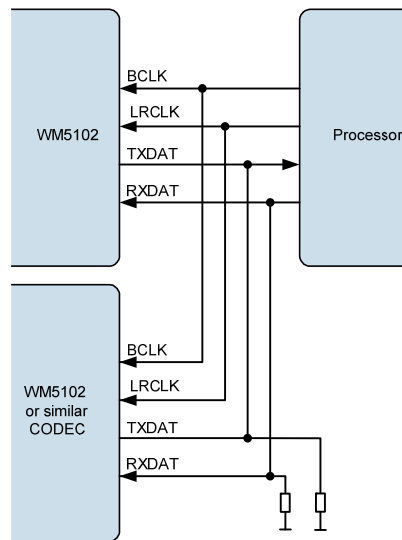 BCLK
LRCLK
WM5102
Processor
TXDAT
RXDAT
BCLK
WM5102
or similar
CODEC
LRCLK
TXDAT
RXDAT